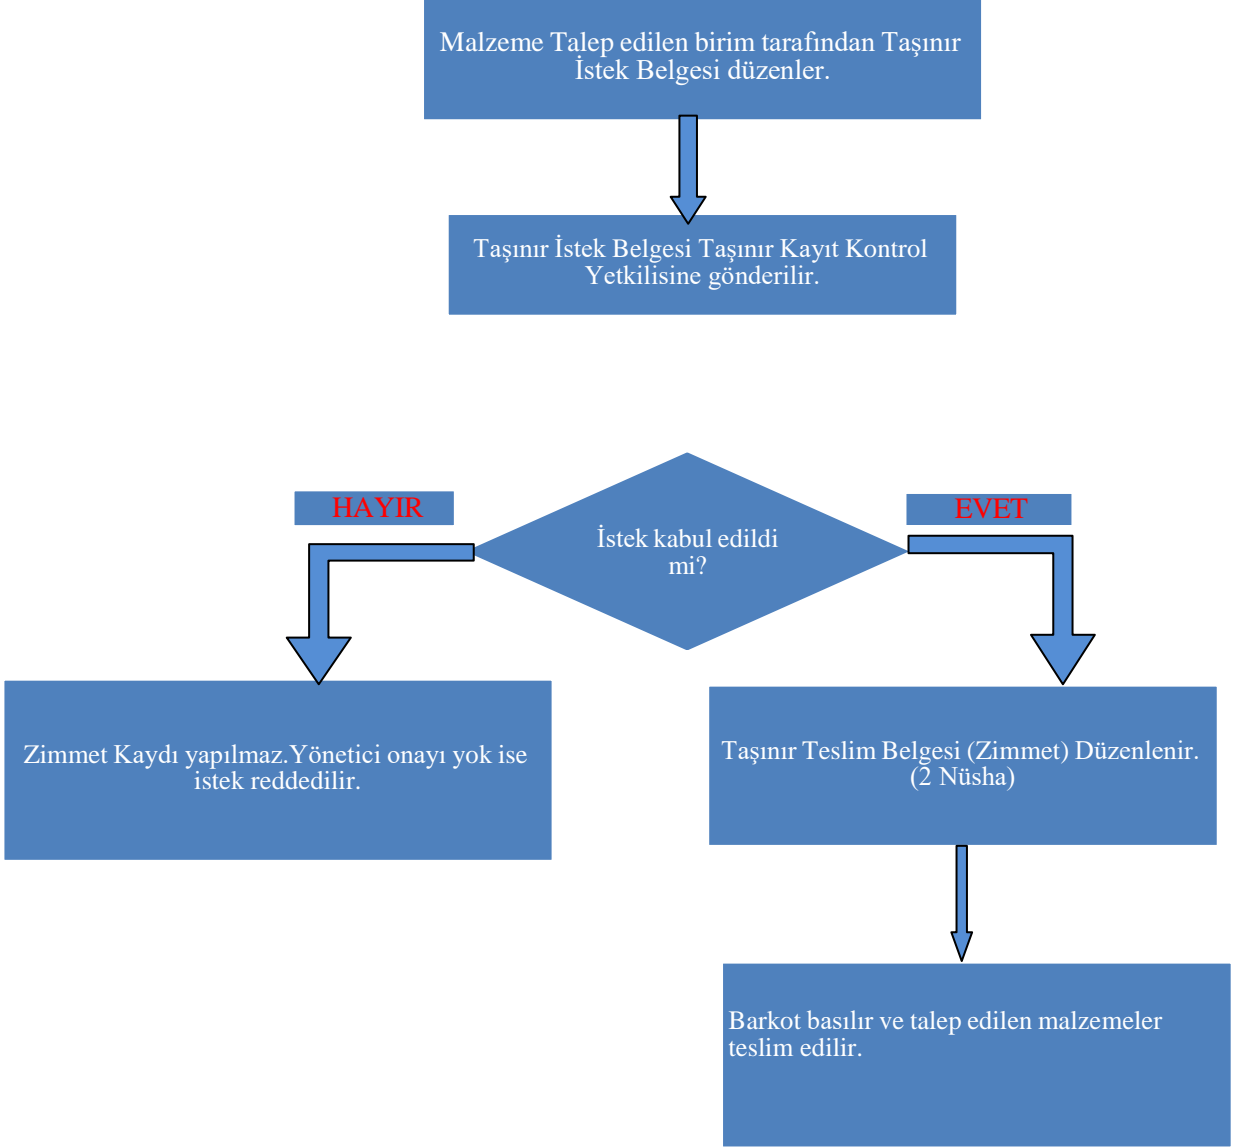 Malzeme Talep edilen birim tarafından Taşınır
İstek Belgesi düzenler.
Taşınır İstek Belgesi Taşınır Kayıt Kontrol
Yetkilisine gönderilir.
HAYIR
EVET
İstek kabul edildi
mi?
Zimmet Kaydı yapılmaz.Yönetici onayı yok ise
istek reddedilir.
Taşınır Teslim Belgesi (Zimmet) Düzenlenir.
(2 Nüsha)
Barkot basılır ve talep edilen malzemeler
teslim edilir.